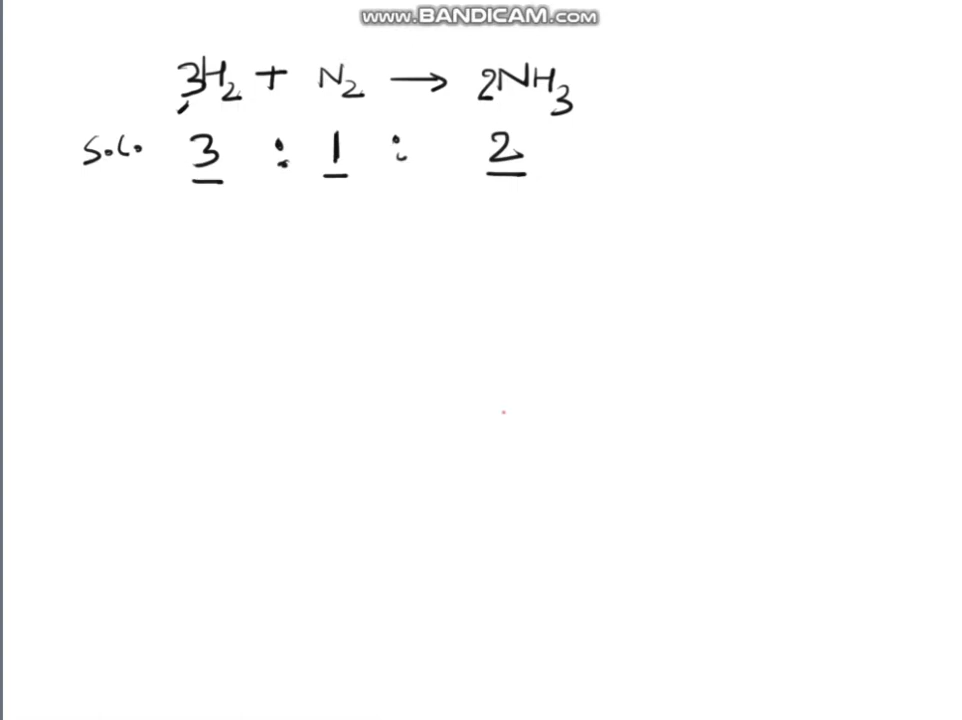 www.BANDICAM.com
3H₂ + N₂ → 2NH₃
S.C. 3 : 1 : 2